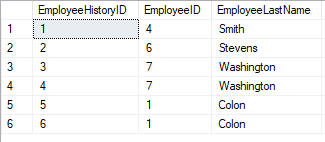 EmployeeHistoryID EmployeeID EmployeeLastName
1 1 4 Smith
2 2 6 Stevens
3 3 7 Washington
4 4 7 Washington
5 5 1 Colon
6 6 1 Colon